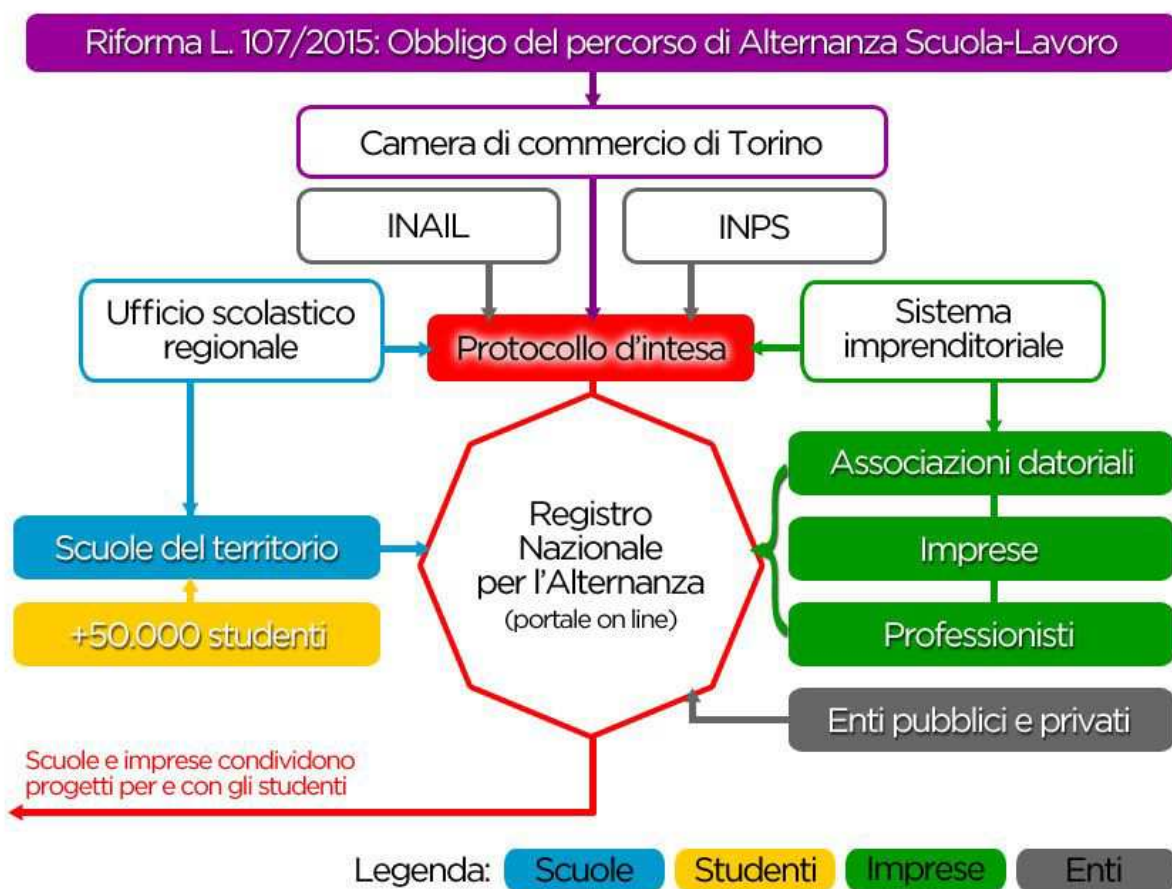 Riforma L. 107/2015: Obbligo del percorso di Alternanza Scuola-Lavoro
Camera di commercio di Torino
INAIL
INPS
Ufficio scolastico
regionale
Protocollo d'intesa
Sistema
imprenditoriale
Associazioni datoriali
Registro
Nazionale
per l'Alternanza
(portale on line)
Scuole del territorio
Imprese
+50.000 studenti
Professionisti
Enti pubblici e privati
Scuole e imprese condividono
progetti per e con gli studenti
Legenda: Scuole Studenti Imprese Enti